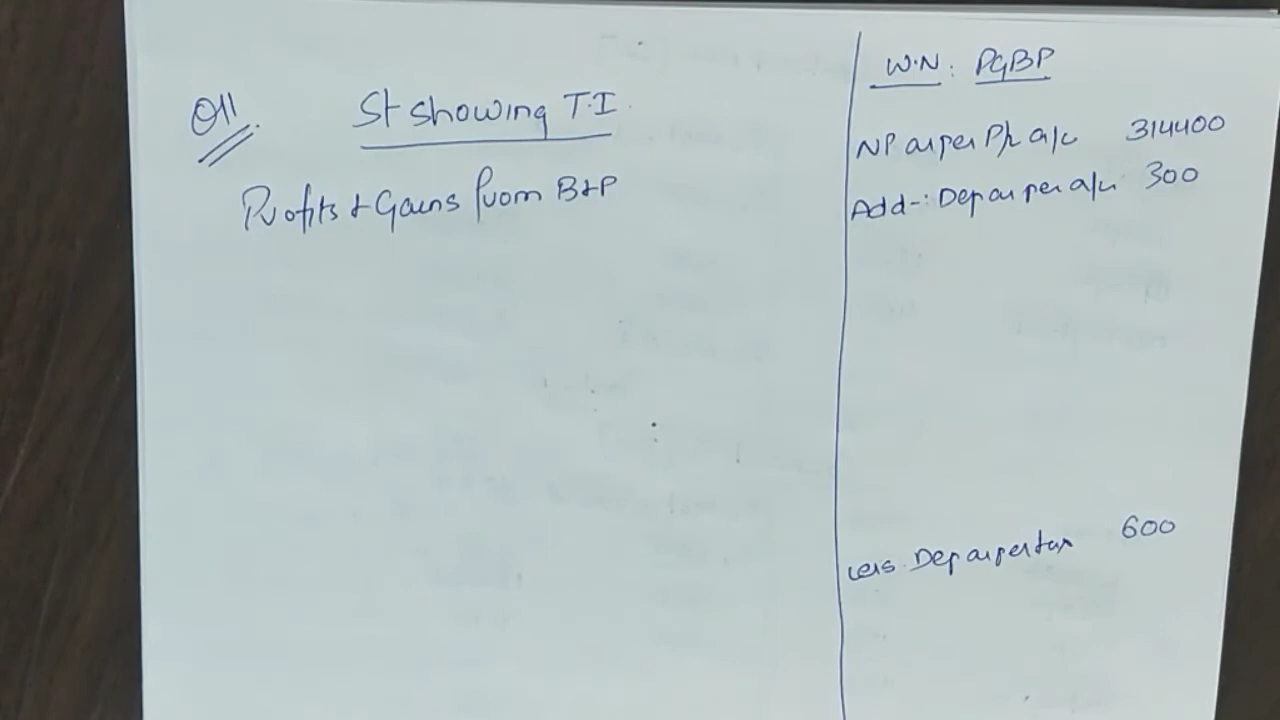 Q11. St showing T.I.
Profits & Gains from B&P
W.N: PGBP
NP as per P/L a/c 314400
Add-: Dep as per a/c 300
Less. Dep as per tax 600